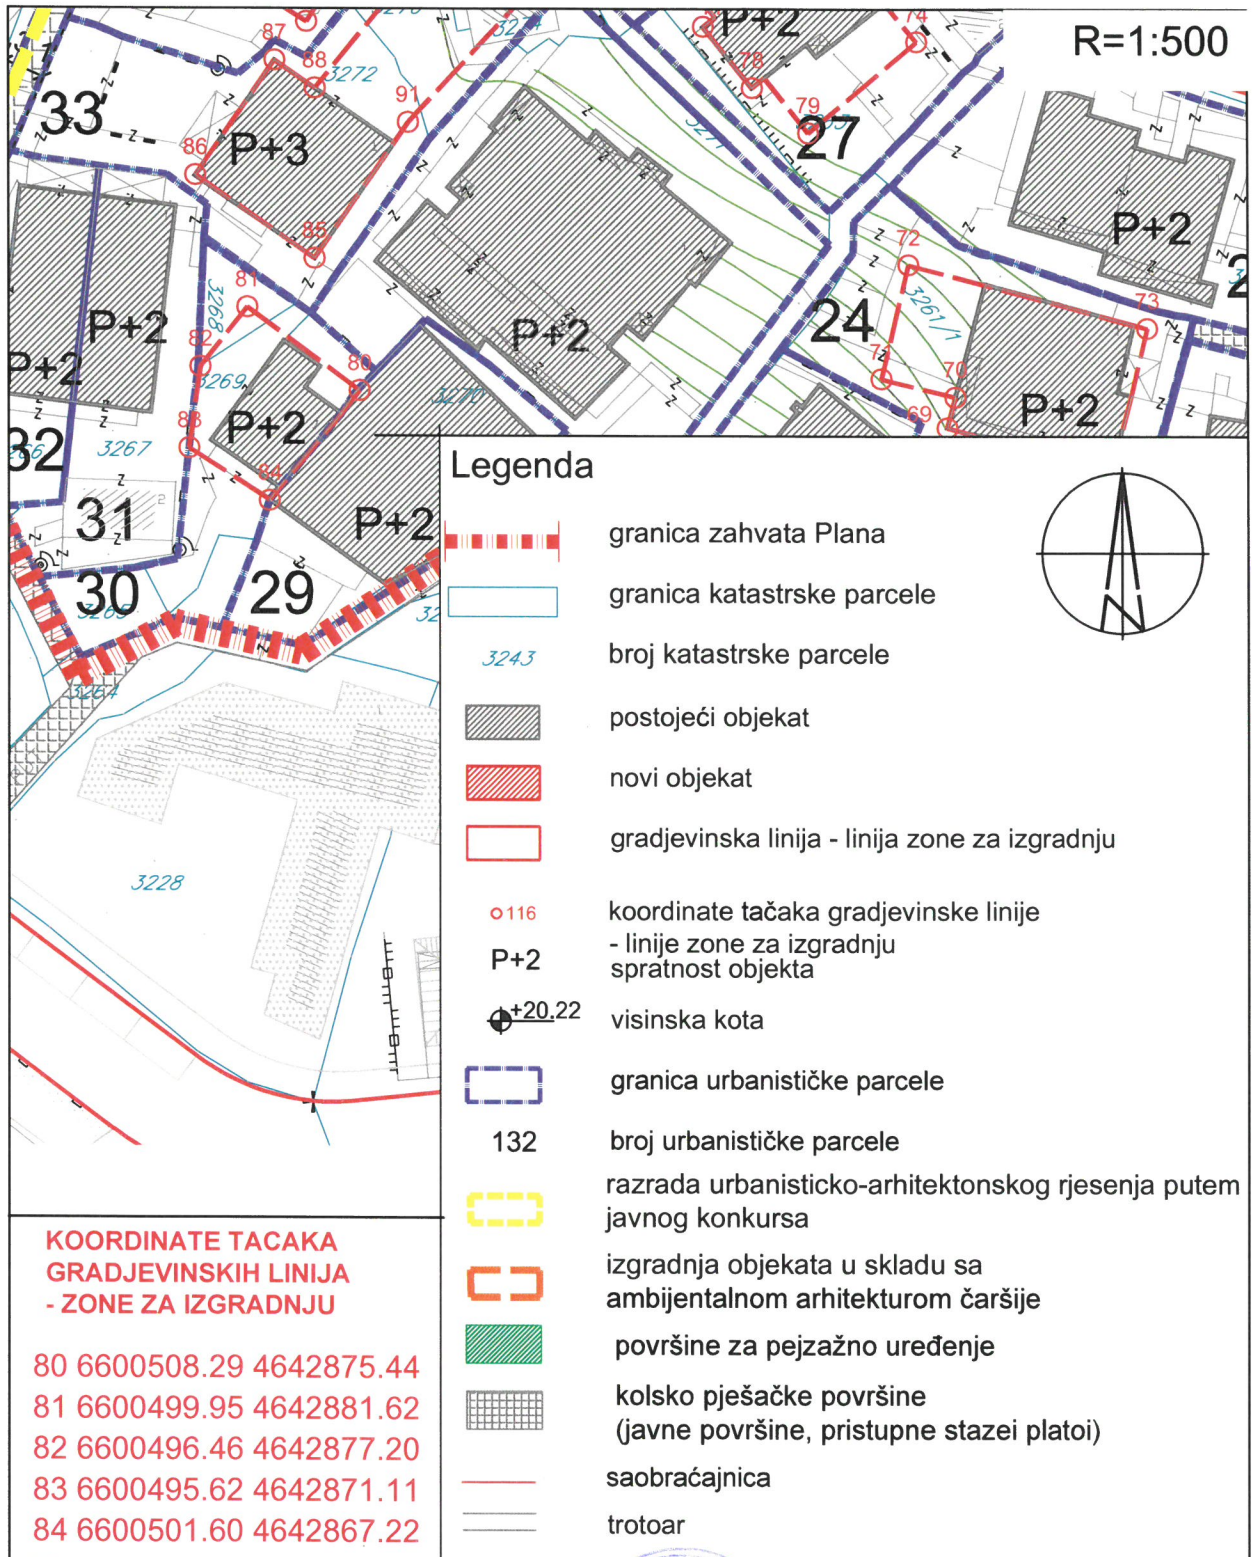 R=1:500
87
88
3272
3274
P+2
74
78
91
79
27
3271
33
86
P+3
85
P+2
81
3268
82
72
3261/1
73
24
P+2
P+2
P+2
3269
80
3270
71
70
P+2
69
P+2
83
84
32
3267
31
P+2
30
29
3264
3228
Legenda
granica zahvata Plana
granica katastrske parcele
3243 broj katastrske parcele
postojeći objekat
novi objekat
gradjevinska linija - linija zone za izgradnju
116 koordinate tačaka gradjevinske linije
- linije zone za izgradnju
P+2 spratnost objekta
+20.22 visinska kota
granica urbanističke parcele
132 broj urbanističke parcele
razrada urbanisticko-arhitektonskog rjesenja putem
javnog konkursa
izgradnja objekata u skladu sa
ambijentalnom arhitekturom čaršije
površine za pejzažno uređenje
kolsko pješačke površine
(javne površine, pristupne stazei platoi)
saobraćajnica
trotoar
KOORDINATE TACAKA
GRADJEVINSKIH LINIJA
- ZONE ZA IZGRADNJU
80 6600508.29 4642875.44
81 6600499.95 4642881.62
82 6600496.46 4642877.20
83 6600495.62 4642871.11
84 6600501.60 4642867.22